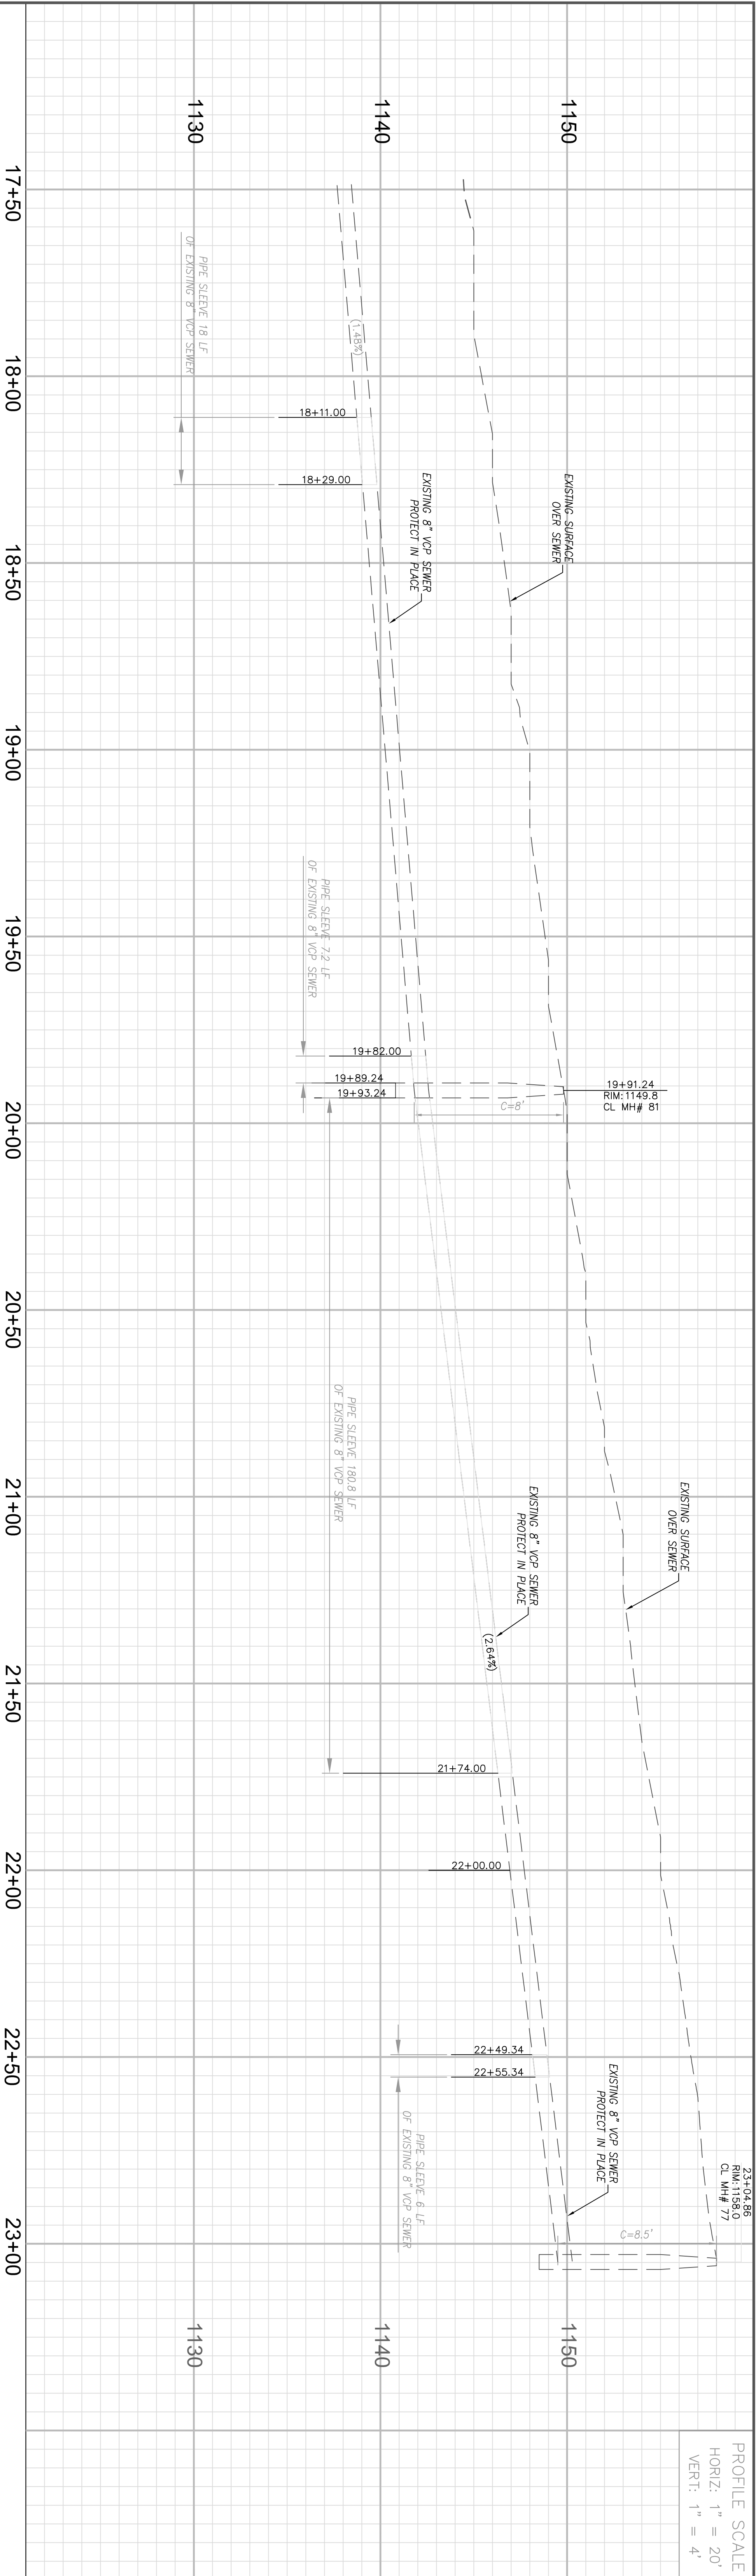 PROFILE SCALE
HORIZ: 1" = 20'
VERT: 1" = 4'
23+04.86
RIM:1158.0
CL MH# 77
C=8.5'
EXISTING SURFACE
OVER SEWER
EXISTING SURFACE
OVER SEWER
19+91.24
RIM:1149.8
CL MH# 81
C=8'
1150
1150
EXISTING 8" VCP SEWER
PROTECT IN PLACE
EXISTING 8" VCP SEWER
PROTECT IN PLACE
EXISTING 8" VCP SEWER
PROTECT IN PLACE
(1.48%)
(2.64%)
1140
1140
18+11.00
18+29.00
19+82.00
19+89.24
19+93.24
21+74.00
22+00.00
22+49.34
22+55.34
PIPE SLEEVE 18 LF
OF EXISTING 8" VCP SEWER
PIPE SLEEVE 7.2 LF
OF EXISTING 8" VCP SEWER
PIPE SLEEVE 180.8 LF
OF EXISTING 8" VCP SEWER
PIPE SLEEVE 6 LF
OF EXISTING 8" VCP SEWER
1130
1130
17+50
18+00
18+50
19+00
19+50
20+00
20+50
21+00
21+50
22+00
22+50
23+00